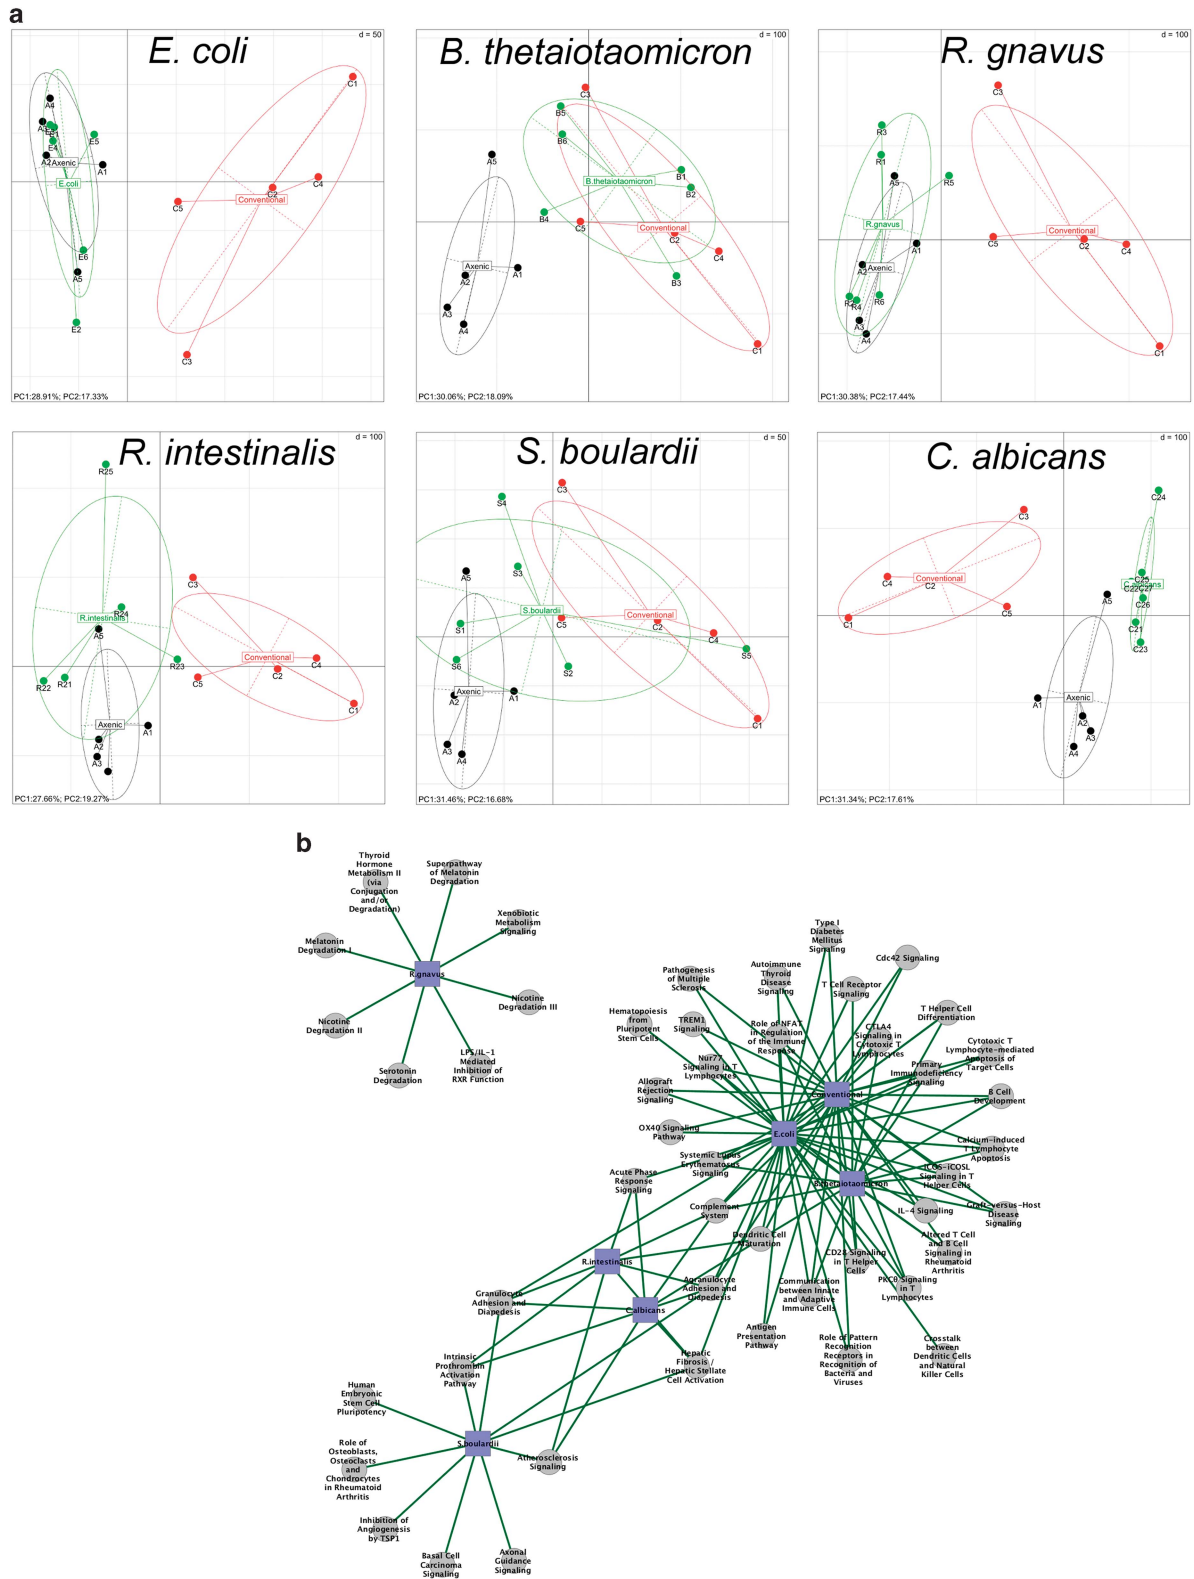 a
E. coli
d = 50
C1
A4
A3
E1
E4
E5
A2
Axenic
A1
E.coli
C2
C4
C5
Conventional
E6
A5
E2
C3
PC1:28.91%; PC2:17.33%
B. thetaiotaomicron
d = 100
C3
B5
B6
A5
B1
B.thetaiotaomicron
B2
B4
C5
Conventional
C2
C4
Axenic
A2
A1
B3
A3
A4
C1
PC1:30.06%; PC2:18.09%
R. gnavus
d = 100
C3
R3
R1
A5
R5
R.gnavus
Conventional
C5
C2
C4
A1
A2
Axenic
R2
R4
R6
A3
A4
C1
PC1:30.38%; PC2:17.44%
R. intestinalis
d = 100
R25
C3
R24
R.intestinalis
A5
R23
Conventional
C4
C2
C5
R22
R21
C1
Axenic
A1
A2
A3
PC1:27.66%; PC2:19.27%
S. boulardii
d = 50
C3
S4
S3
A5
S.boulardii
Conventional
S1
C5
C2
C4
S5
S6
S2
Axenic
A2
A1
C1
A3
A4
PC1:31.46%; PC2:16.68%
C. albicans
d = 100
C24
C3
C4
Conventional
C2
C25
C22
C27
C26
A5
C5
C1
C21
C23
Axenic
A1
A2
A3
A4
PC1:31.34%; PC2:17.61%
b
Thyroid
Hormone
Metabolism II
(via
Conjugation
and/or
Degradation)
Superpathway
of Melatonin
Degradation
Xenobiotic
Metabolism
Signaling
Melatonin
Degradation I
R.gnavus
Nicotine
Degradation III
Nicotine
Degradation II
Serotonin
Degradation
LPS/IL-1
Mediated
Inhibition of
RXR Function
Type I
Diabetes
Mellitus
Signaling
Cdc42 Signaling
Pathogenesis
of Multiple
Sclerosis
Autoimmune
Thyroid
Disease
Signaling
T Cell Receptor
Signaling
Hematopoiesis
from
Pluripotent
Stem Cells
TREM1
Signaling
Role of NFAT
in Regulation
of the Immune
Response
CTLA4
Signaling in
Cytotoxic T
Lymphocytes
T Helper Cell
Differentiation
Cytotoxic T
Lymphocyte-mediated
Apoptosis of
Target Cells
Nur77
Signaling in T
Lymphocytes
Primary
Immunodeficiency
Signaling
Allograft
Rejection
Signaling
Conventional
B Cell
Development
OX40 Signaling
Pathway
E.coli
Calcium-induced
T Lymphocyte
Apoptosis
Systemic Lupus
Erythematosus
Signaling
iCOS-iCOSL
Signaling in T
Helper Cells
Acute Phase
Response
Signaling
B.thetaiotaomicron
Complement
System
IL-4 Signaling
Graft-versus-Host
Disease
Signaling
Dendritic Cell
Maturation
Altered T Cell
and B Cell
Signaling in
Rheumatoid
Arthritis
CD28 Signaling
in T Helper
Cells
R.intestinalis
Agranulocyte
Adhesion and
Diapedesis
Communication
between Innate
and Adaptive
Immune Cells
PKCθ Signaling
in T
Lymphocytes
Granulocyte
Adhesion and
Diapedesis
C.albicans
Antigen
Presentation
Pathway
Role of Pattern
Recognition
Receptors in
Recognition of
Bacteria and
Viruses
Crosstalk
between
Dendritic Cells
and Natural
Killer Cells
Intrinsic
Prothrombin
Activation
Pathway
Hepatic
Fibrosis /
Hepatic Stellate
Cell Activation
Human
Embryonic
Stem Cell
Pluripotency
S.boulardii
Role of
Osteoblasts,
Osteoclasts
and
Chondrocytes
in Rheumatoid
Arthritis
Atherosclerosis
Signaling
Inhibition of
Angiogenesis
by TSP1
Basal Cell
Carcinoma
Signaling
Axonal
Guidance
Signaling